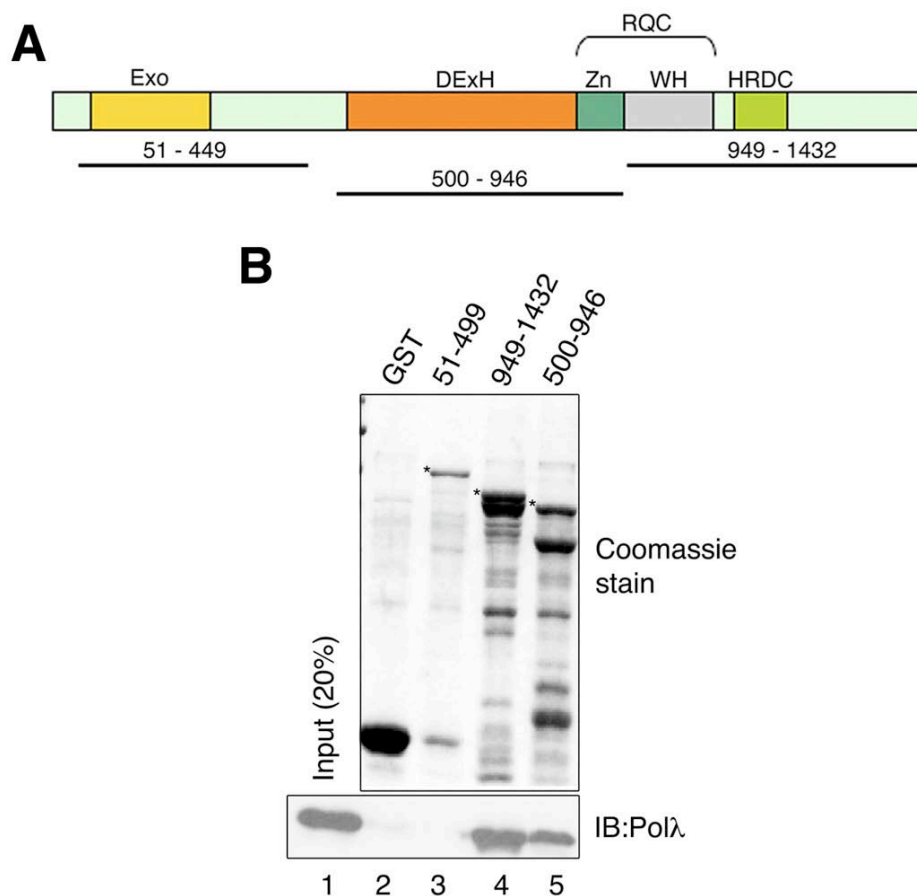 A
RQC
Exo
DExH
Zn
WH
HRDC
51 - 449
949 - 1432
500 - 946
B
GST
51-499
949-1432
500-946
*
*
*
Coomassie
stain
Input (20%)
IB:Polλ
1 2 3 4 5